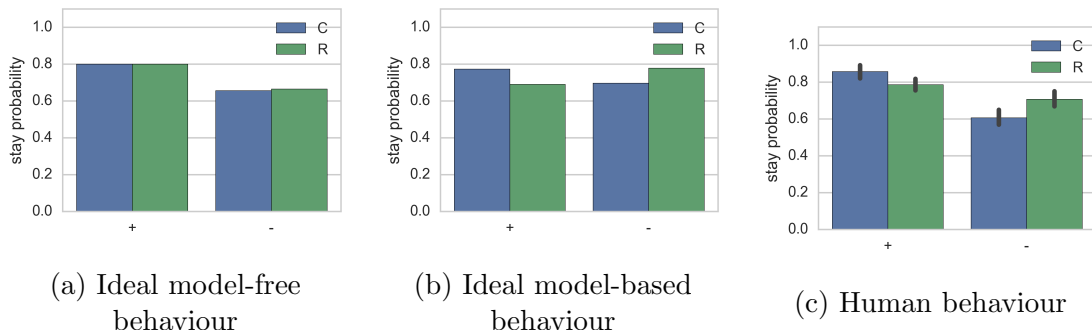 stay probability
1.0
0.8
0.6
0.4
0.2
0.0
C
R
+
-
(a) Ideal model-free
behaviour
stay probability
1.0
0.8
0.6
0.4
0.2
0.0
C
R
+
-
(b) Ideal model-based
behaviour
stay probability
1.0
0.8
0.6
0.4
0.2
0.0
C
R
+
-
(c) Human behaviour